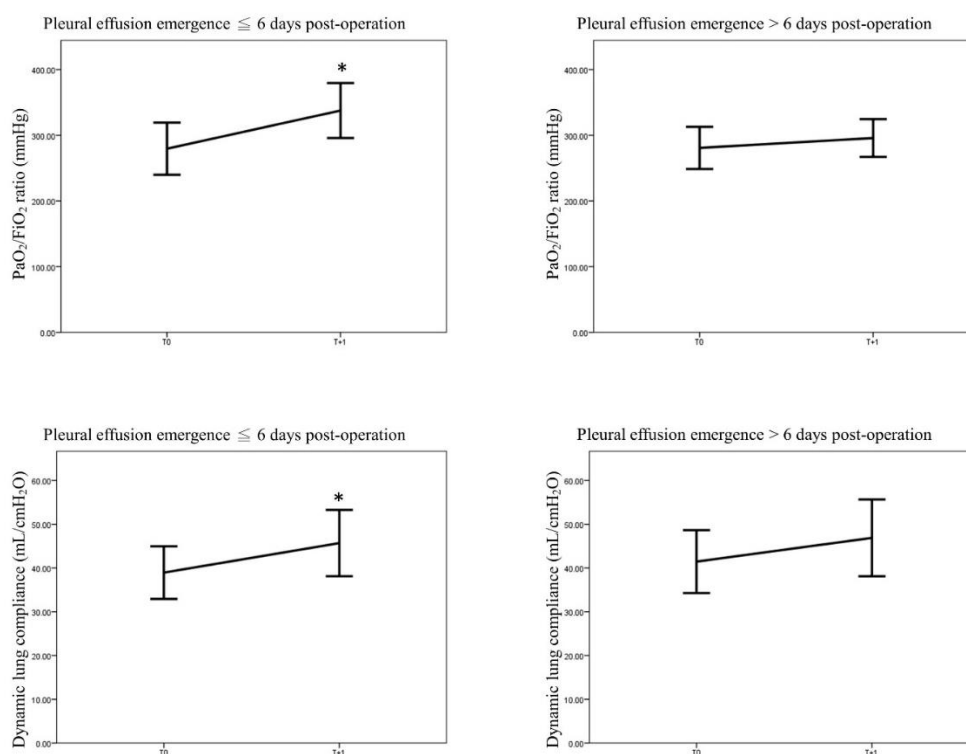 Pleural effusion emergence ≦ 6 days post-operation
PaO₂/FiO₂ ratio (mmHg)
400.00
300.00
200.00
100.00
0.00
*
T0
T+1
Pleural effusion emergence > 6 days post-operation
PaO₂/FiO₂ ratio (mmHg)
400.00
300.00
200.00
100.00
0.00
T0
T+1
Pleural effusion emergence ≦ 6 days post-operation
Dynamic lung compliance (mL/cmH₂O)
60.00
50.00
40.00
30.00
20.00
10.00
0.00
*
T0
T+1
Pleural effusion emergence > 6 days post-operation
Dynamic lung compliance (mL/cmH₂O)
60.00
50.00
40.00
30.00
20.00
10.00
0.00
T0
T+1